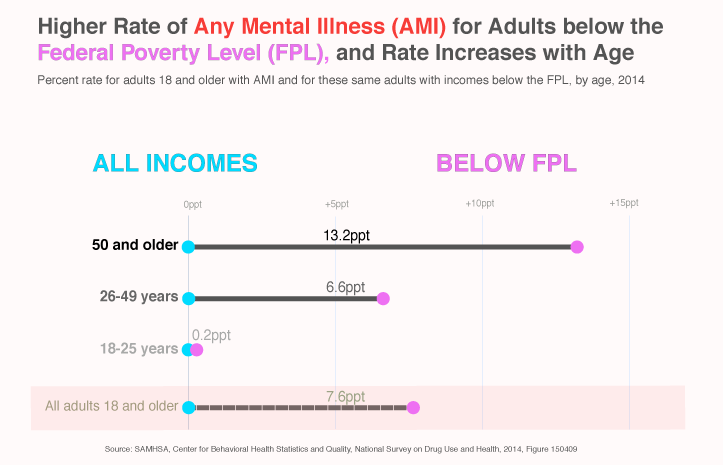 Higher Rate of Any Mental Illness (AMI) for Adults below the
Federal Poverty Level (FPL), and Rate Increases with Age
Percent rate for adults 18 and older with AMI and for these same adults with incomes below the FPL, by age, 2014
ALL INCOMES BELOW FPL
0ppt +5ppt +10ppt +15ppt
13.2ppt
50 and older
6.6ppt
26-49 years
0.2ppt
18-25 years
7.6ppt
All adults 18 and older
Source: SAMHSA, Center for Behavioral Health Statistics and Quality, National Survey on Drug Use and Health, 2014, Figure 150409